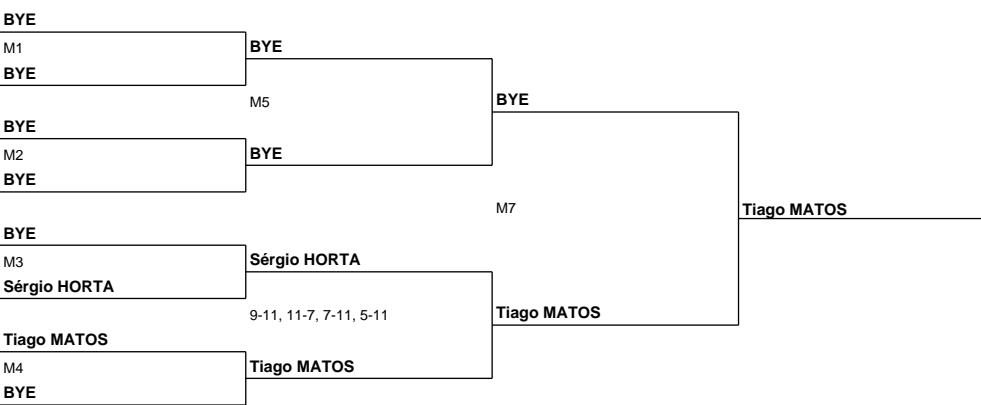 BYE
M1
BYE
BYE
M5
BYE
BYE
M2
BYE
BYE
M7
Tiago MATOS
BYE
M3
Sérgio HORTA
Sérgio HORTA
9-11, 11-7, 7-11, 5-11
Tiago MATOS
Tiago MATOS
M4
Tiago MATOS
BYE